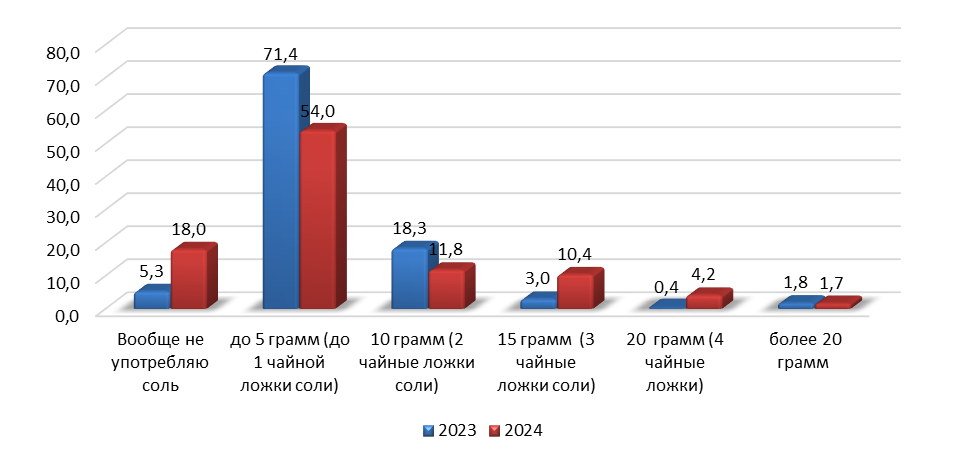 80,0
70,0
60,0
50,0
40,0
30,0
20,0
10,0
0,0
5,3
18,0
71,4
54,0
18,3
11,8
3,0
10,4
0,4
4,2
1,8
1,7
Вообще не
употребляю
соль
до 5 грамм (до
1 чайной
ложки соли)
10 грамм (2
чайные ложки
соли)
15 грамм (3
чайные
ложки соли)
20 грамм (4
чайные
ложки)
более 20
грамм
2023
2024